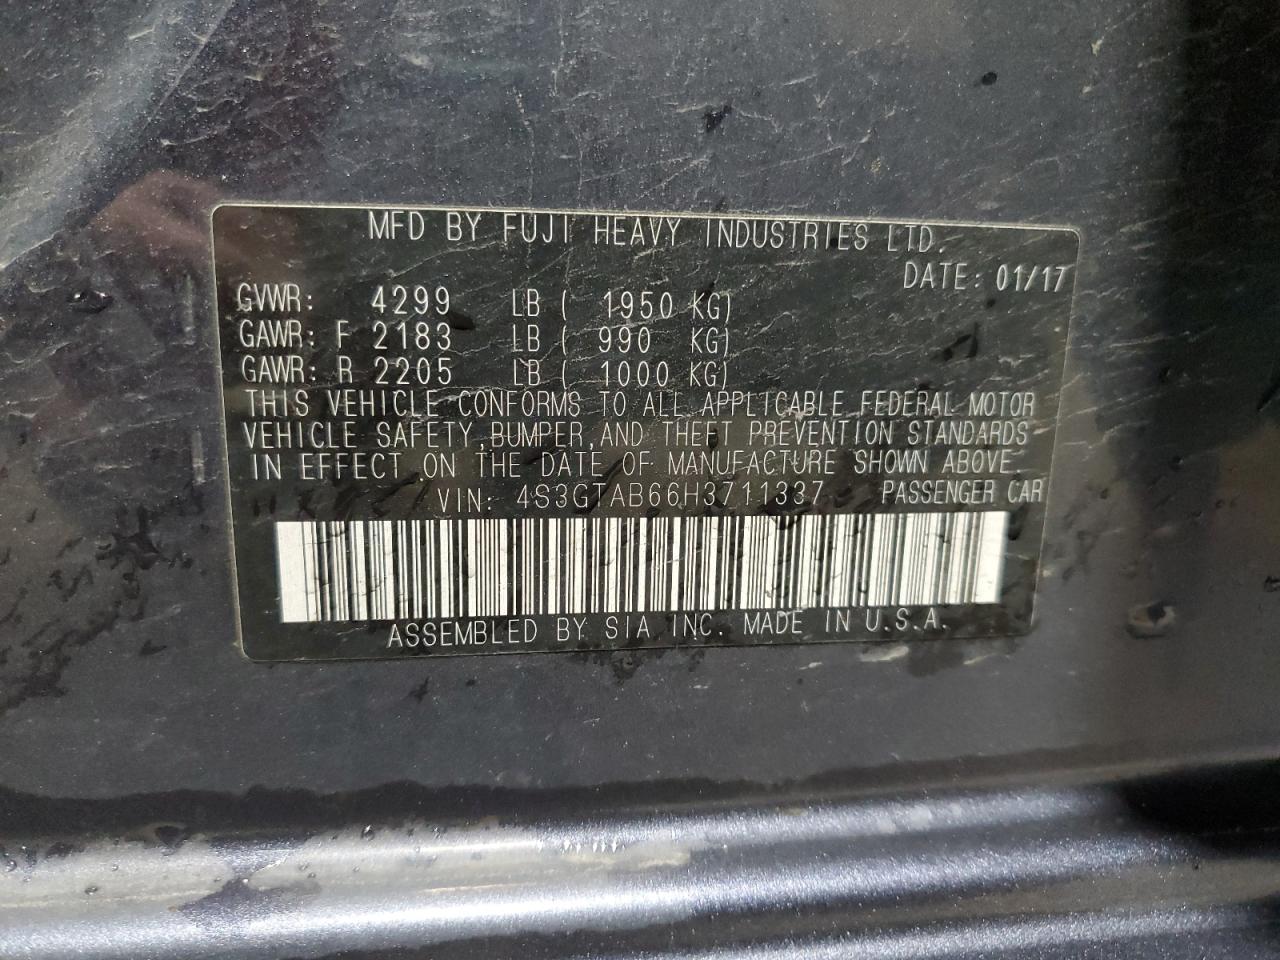 MFD BY FUJI HEAVY INDUSTRIES LTD.
DATE: 01/17
GVWR: 4299 LB ( 1950 KG)
GAWR: F 2183 LB ( 990 KG)
GAWR: R 2205 LB ( 1000 KG)
THIS VEHICLE CONFORMS TO ALL APPLICABLE FEDERAL MOTOR
VEHICLE SAFETY,BUMPER,AND THEFT PREVENTION STANDARDS
IN EFFECT ON THE DATE OF MANUFACTURE SHOWN ABOVE.
VIN: 4S3GTAB66H3711337 PASSENGER CAR
ASSEMBLED BY SIA INC. MADE IN U.S.A.